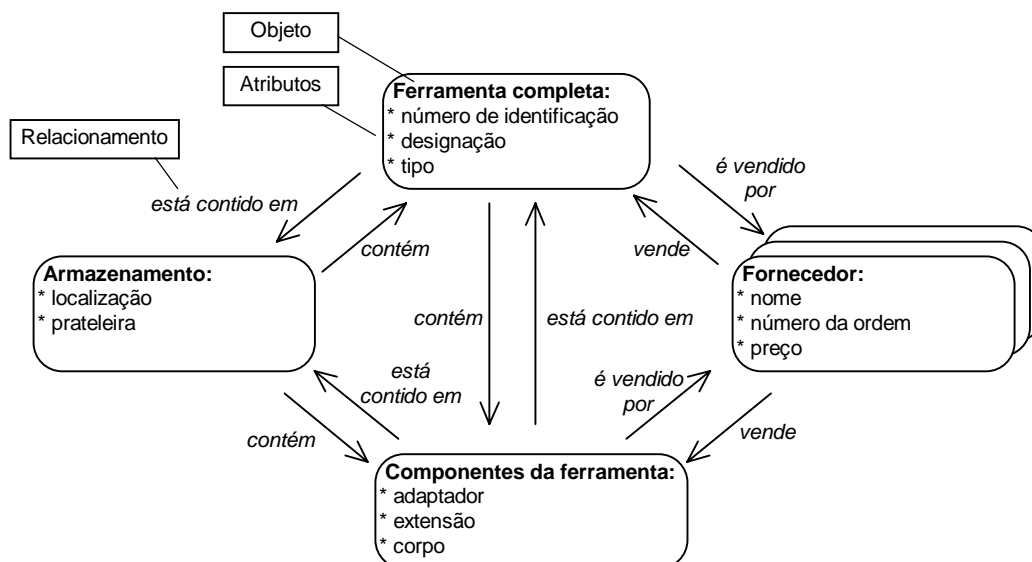 Objeto
Atributos
Relacionamento
Ferramenta completa:
* número de identificação
* designação
* tipo
está contido em
contém
é vendido
por
vende
Armazenamento:
* localização
* prateleira
Fornecedor:
* nome
* número da ordem
* preço
contém
está contido em
está
contido em
contém
é vendido
por
vende
Componentes da ferramenta:
* adaptador
* extensão
* corpo